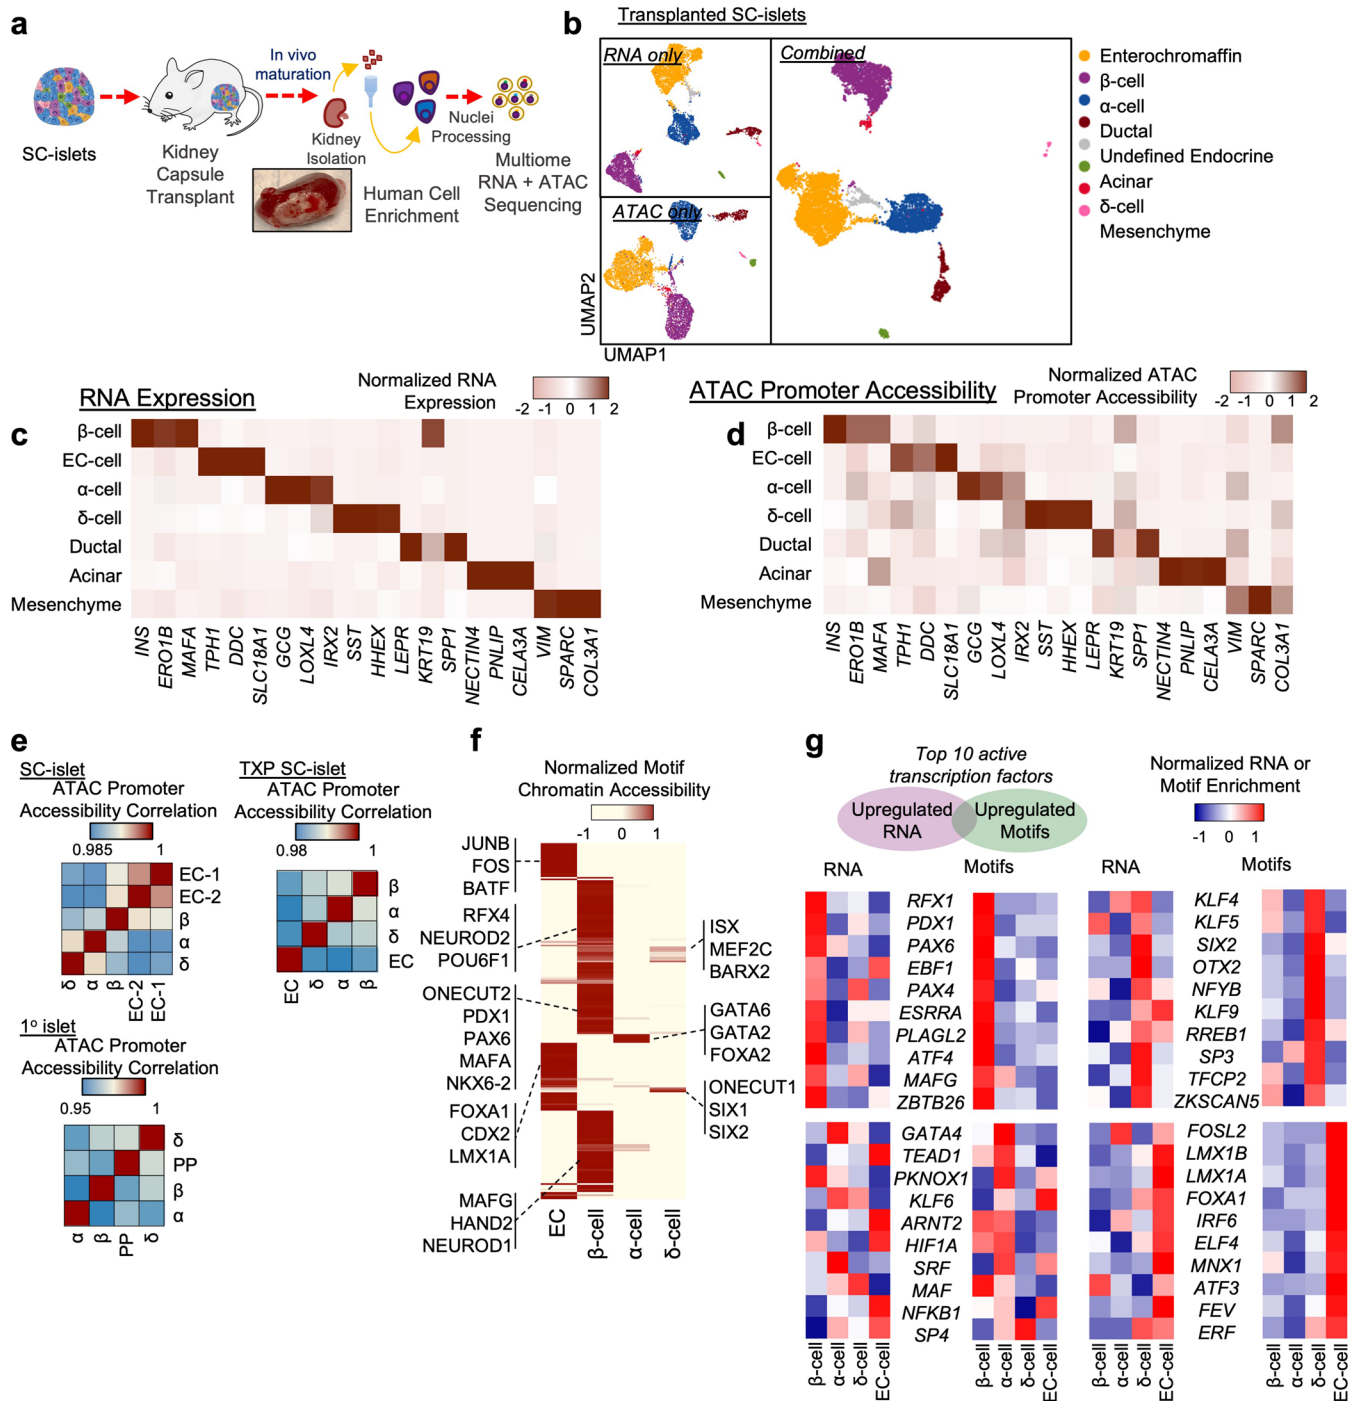 a
In vivo
maturation
SC-islets
Kidney
Capsule
Transplant
Kidney
Isolation
Nuclei
Processing
Human Cell
Enrichment
Multiome
RNA + ATAC
Sequencing
b
Transplanted SC-islets
RNA only
Combined
ATAC only
UMAP2
UMAP1
Enterochromaffin
β-cell
α-cell
Ductal
Undefined Endocrine
Acinar
δ-cell
Mesenchyme
RNA Expression
Normalized RNA
Expression
-2 -1 0 1 2
c
β-cell
EC-cell
α-cell
δ-cell
Ductal
Acinar
Mesenchyme
INS
ERO1B
MAFA
TPH1
DDC
SLC18A1
GCG
LOXL4
IRX2
SST
HHEX
LEPR
KRT19
SPP1
NECTIN4
PNLIP
CELA3A
VIM
SPARC
COL3A1
ATAC Promoter Accessibility
Normalized ATAC
Promoter Accessibility
-2 -1 0 1 2
d
β-cell
EC-cell
α-cell
δ-cell
Ductal
Acinar
Mesenchyme
INS
ERO1B
MAFA
TPH1
DDC
SLC18A1
GCG
LOXL4
IRX2
SST
HHEX
LEPR
KRT19
SPP1
NECTIN4
PNLIP
CELA3A
VIM
SPARC
COL3A1
e
SC-islet
ATAC Promoter
Accessibility Correlation
0.985 1
EC-1
EC-2
β
α
δ
δ
α
β
EC-2
EC-1
TXP SC-islet
ATAC Promoter
Accessibility Correlation
0.98 1
β
α
δ
EC
EC
δ
α
β
1º islet
ATAC Promoter
Accessibility Correlation
0.95 1
δ
PP
β
α
α
β
PP
δ
f
Normalized Motif
Chromatin Accessibility
-1 0 1
JUNB
FOS
BATF
RFX4
NEUROD2
POU6F1
ONECUT2
PDX1
PAX6
MAFA
NKX6-2
FOXA1
CDX2
LMX1A
MAFG
HAND2
NEUROD1
ISX
MEF2C
BARX2
GATA6
GATA2
FOXA2
ONECUT1
SIX1
SIX2
EC
β-cell
α-cell
δ-cell
g
Top 10 active
transcription factors
Upregulated
RNA
Upregulated
Motifs
Normalized RNA or
Motif Enrichment
-1 0 1
RNA
Motifs
RNA
Motifs
RFX1
PDX1
PAX6
EBF1
PAX4
ESRRA
PLAGL2
ATF4
MAFG
ZBTB26
KLF4
KLF5
SIX2
OTX2
NFYB
KLF9
RREB1
SP3
TFCP2
ZKSCAN5
GATA4
TEAD1
PKNOX1
KLF6
ARNT2
HIF1A
SRF
MAF
NFKB1
SP4
FOSL2
LMX1B
LMX1A
FOXA1
IRF6
ELF4
MNX1
ATF3
FEV
ERF
β-cell
α-cell
δ-cell
EC-cell
β-cell
α-cell
δ-cell
EC-cell
β-cell
α-cell
δ-cell
EC-cell
β-cell
α-cell
δ-cell
EC-cell